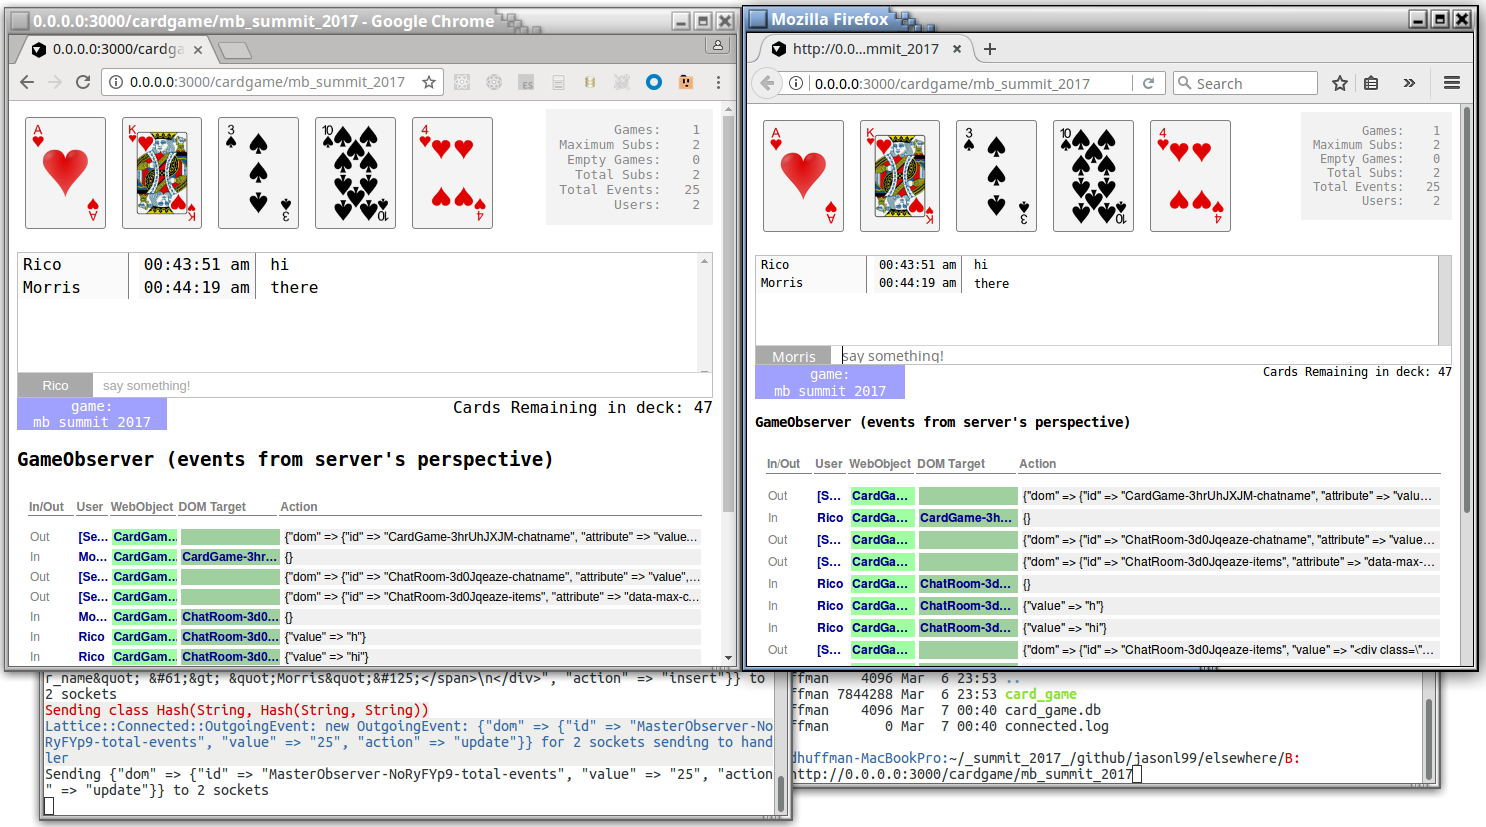 0.0.0.0:3000/cardgame/mb_summit_2017 - Google Chrome
0.0.0.0:3000/cardga
0.0.0.0:3000/cardgame/mb_summit_2017
ES
A
A
K
K
3
3
10
10
4
4
Games: 1
Maximum Subs: 2
Empty Games: 0
Total Subs: 2
Total Events: 25
Users: 2
Rico 00:43:51 am hi
Morris 00:44:19 am there
Rico say something!
game:
mb summit 2017
Cards Remaining in deck: 47
GameObserver (events from server's perspective)
In/Out User WebObject DOM Target Action
Out [Se... CardGam... {"dom" => {"id" => "CardGame-3hrUhJXJM-chatname", "attribute" => "value...
In Mo... CardGam... CardGame-3hr... {}
Out [Se... CardGam... {"dom" => {"id" => "ChatRoom-3d0Jqeaze-chatname", "attribute" => "value",...
Out [Se... CardGam... {"dom" => {"id" => "ChatRoom-3d0Jqeaze-items", "attribute" => "data-max-c...
In Mo... CardGam... ChatRoom-3d0... {}
In Rico CardGam... ChatRoom-3d0... {"value" => "h"}
In Rico CardGam... ChatRoom-3d0... {"value" => "hi"}
Mozilla Firefox
http://0.0...mmit_2017
0.0.0.0:3000/cardgame/mb_summit_2017
Search
A
A
K
K
3
3
10
10
4
4
Games: 1
Maximum Subs: 2
Empty Games: 0
Total Subs: 2
Total Events: 25
Users: 2
Rico 00:43:51 am hi
Morris 00:44:19 am there
Morris say something!
game:
mb summit 2017
Cards Remaining in deck: 47
GameObserver (events from server's perspective)
In/Out User WebObject DOM Target Action
Out [S... CardGa... {"dom" => {"id" => "CardGame-3hrUhJXJM-chatname", "attribute" => "valu...
In Rico CardGa... CardGame-3h... {}
Out [S... CardGa... {"dom" => {"id" => "ChatRoom-3d0Jqeaze-chatname", "attribute" => "value...
Out [S... CardGa... {"dom" => {"id" => "ChatRoom-3d0Jqeaze-items", "attribute" => "data-max-...
In Rico CardGa... ChatRoom-3d... {}
In Rico CardGa... ChatRoom-3d... {"value" => "h"}
In Rico CardGa... ChatRoom-3d... {"value" => "hi"}
Out [S... CardGa... {"dom" => {"id" => "ChatRoom-3d0Jqeaze-items", "value" => "<div class=\"...
r_name&quot; &#61;&gt; &quot;Morris&quot;&#125;</span>\n</div>", "action" => "insert"}} to
2 sockets
Sending class Hash(String, Hash(String, String))
Lattice::Connected::OutgoingEvent: new OutgoingEvent: {"dom" => {"id" => "MasterObserver-No
RyFYp9-total-events", "value" => "25", "action" => "update"}} for 2 sockets sending to hand
ler
Sending {"dom" => {"id" => "MasterObserver-NoRyFYp9-total-events", "value" => "25", "action
" => "update"}} to 2 sockets
ffman 4096 Mar 6 23:53 ..
ffman 7844288 Mar 6 23:53 card_game
ffman 4096 Mar 7 00:40 card_game.db
ffman 0 Mar 7 00:40 connected.log
dhuffman-MacBookPro:~/_summit_2017_/github/jasonl99/elsewhere/B:
http://0.0.0.0:3000/cardgame/mb_summit_2017